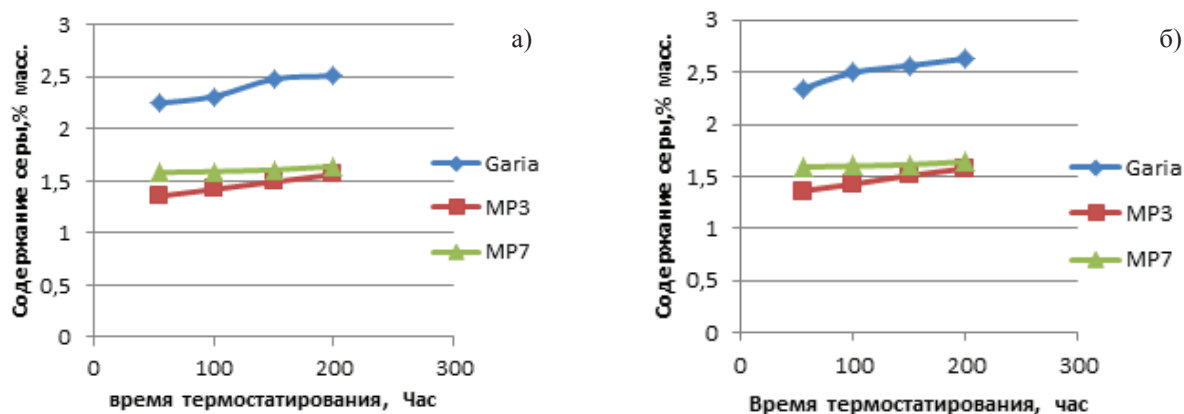 а)
Содержание серы,% масс.
3
2,5
2
1,5
1
0,5
0
0
100
200
300
время термостатирования, Час
Garia
MP3
MP7
б)
Содержание серы,% масс.
3
2,5
2
1,5
1
0,5
0
0
100
200
300
Время термостатирования, час
Garia
MP3
MP7